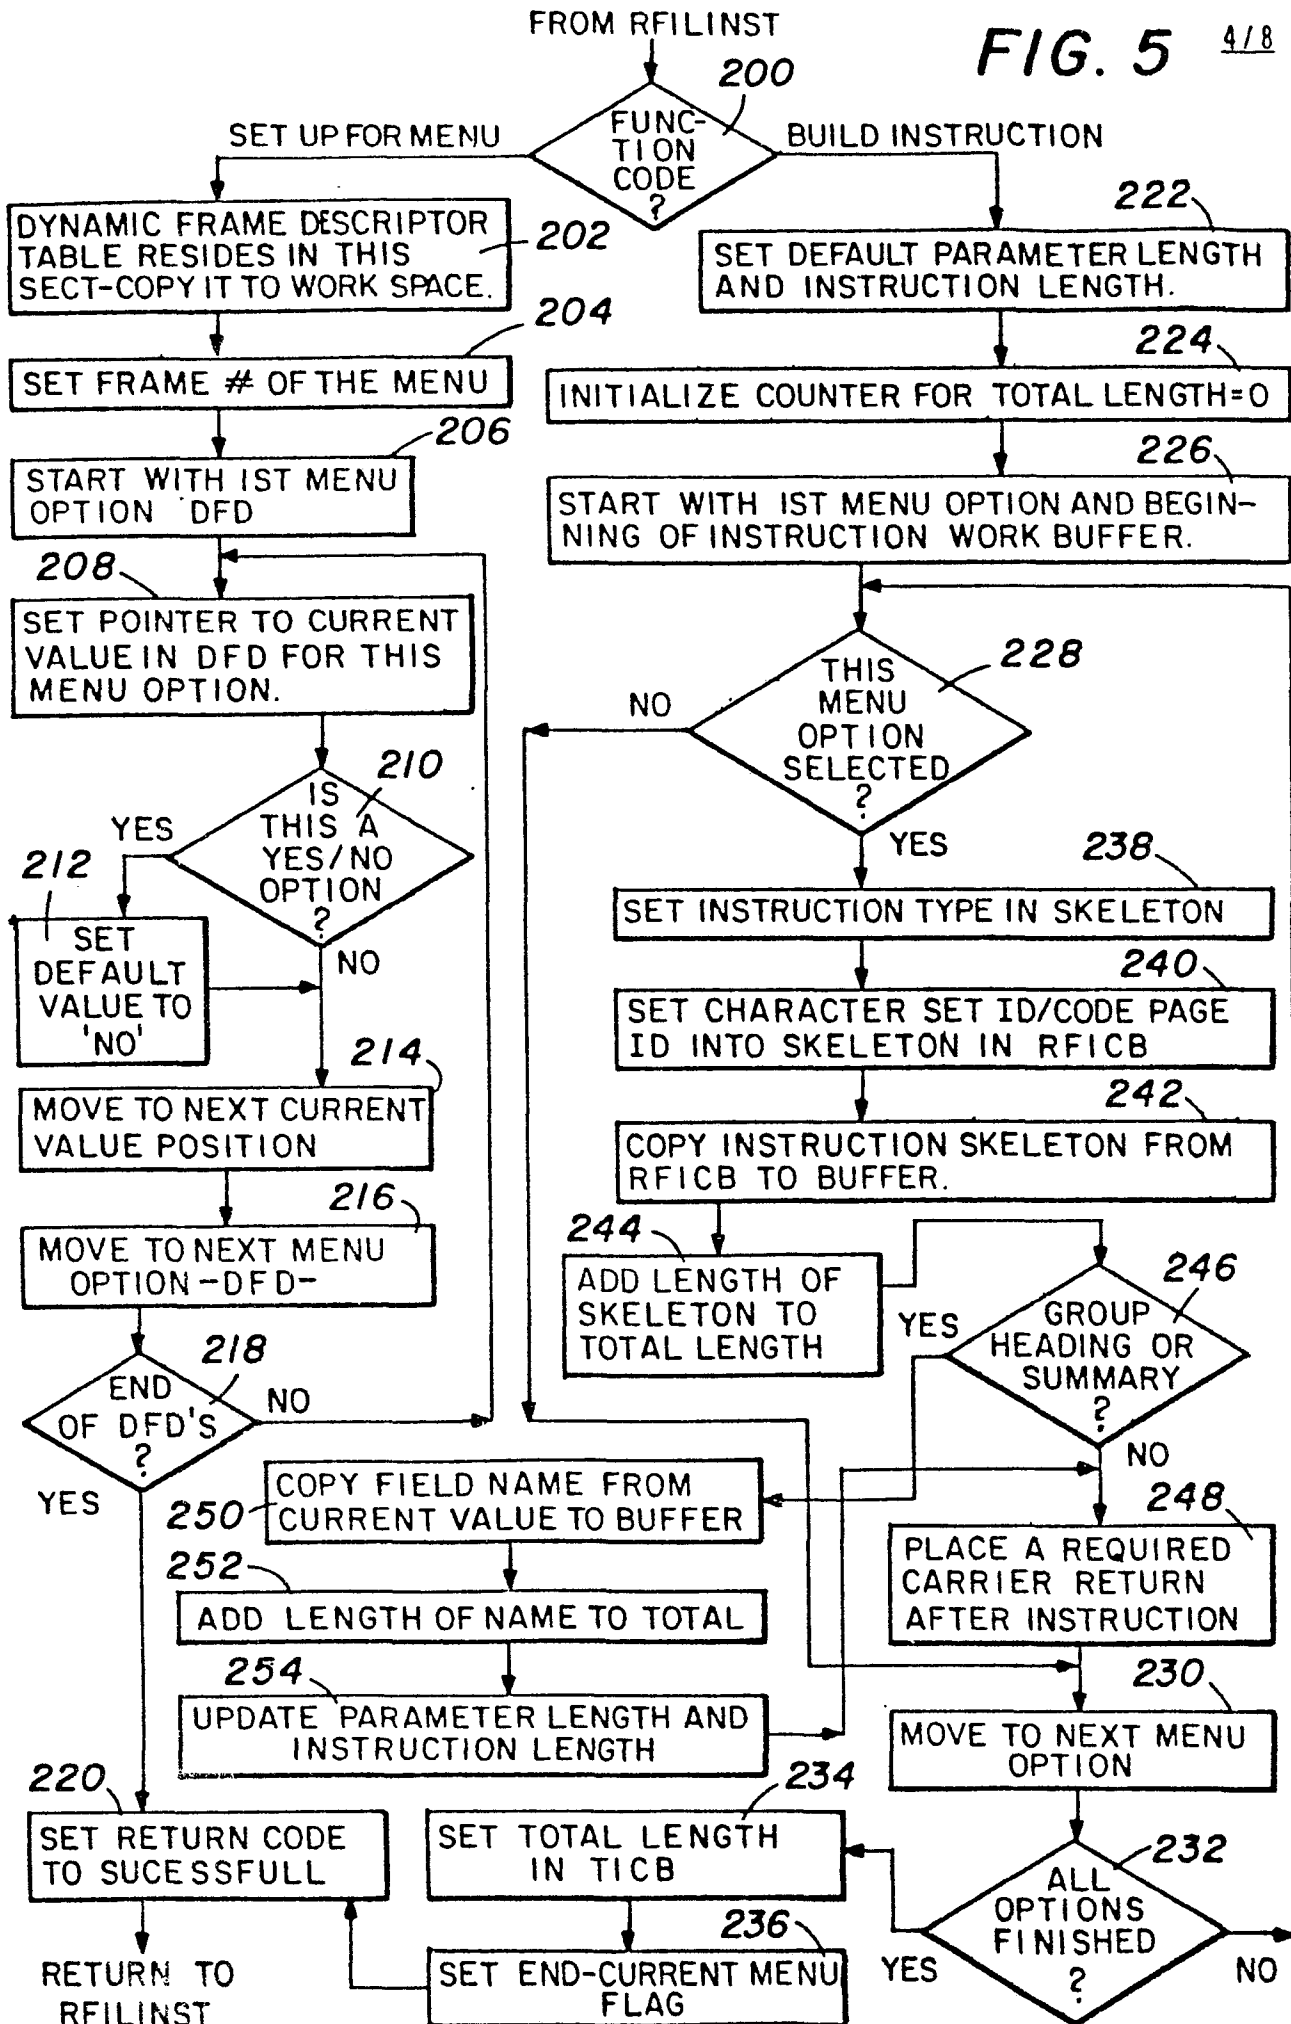 FROM RFILINST
FIG. 5
4/8
200
FUNC-
TION
CODE
?
SET UP FOR MENU
BUILD INSTRUCTION
DYNAMIC FRAME DESCRIPTOR
TABLE RESIDES IN THIS
SECT-COPY IT TO WORK SPACE.
202
204
SET FRAME # OF THE MENU
206
START WITH 1ST MENU
OPTION DFD
208
SET POINTER TO CURRENT
VALUE IN DFD FOR THIS
MENU OPTION.
210
IS
THIS A
YES/NO
OPTION
?
YES
NO
212
SET
DEFAULT
VALUE TO
'NO'
214
MOVE TO NEXT CURRENT
VALUE POSITION
216
MOVE TO NEXT MENU
OPTION -DFD-
218
END
OF DFD'S
?
NO
YES
222
SET DEFAULT PARAMETER LENGTH
AND INSTRUCTION LENGTH.
224
INITIALIZE COUNTER FOR TOTAL LENGTH=0
226
START WITH 1ST MENU OPTION AND BEGIN-
NING OF INSTRUCTION WORK BUFFER.
228
THIS
MENU
OPTION
SELECTED
?
NO
YES
238
SET INSTRUCTION TYPE IN SKELETON
240
SET CHARACTER SET ID/CODE PAGE
ID INTO SKELETON IN RFICB
242
COPY INSTRUCTION SKELETON FROM
RFICB TO BUFFER.
244
ADD LENGTH OF
SKELETON TO
TOTAL LENGTH
246
GROUP
HEADING OR
SUMMARY
?
YES
NO
250
COPY FIELD NAME FROM
CURRENT VALUE TO BUFFER
252
ADD LENGTH OF NAME TO TOTAL
254
UPDATE PARAMETER LENGTH AND
INSTRUCTION LENGTH
248
PLACE A REQUIRED
CARRIER RETURN
AFTER INSTRUCTION
230
MOVE TO NEXT MENU
OPTION
232
ALL
OPTIONS
FINISHED
?
YES
NO
234
SET TOTAL LENGTH
IN TICB
236
SET END-CURRENT MENU
FLAG
220
SET RETURN CODE
TO SUCESSFULL
RETURN TO
RFILINST